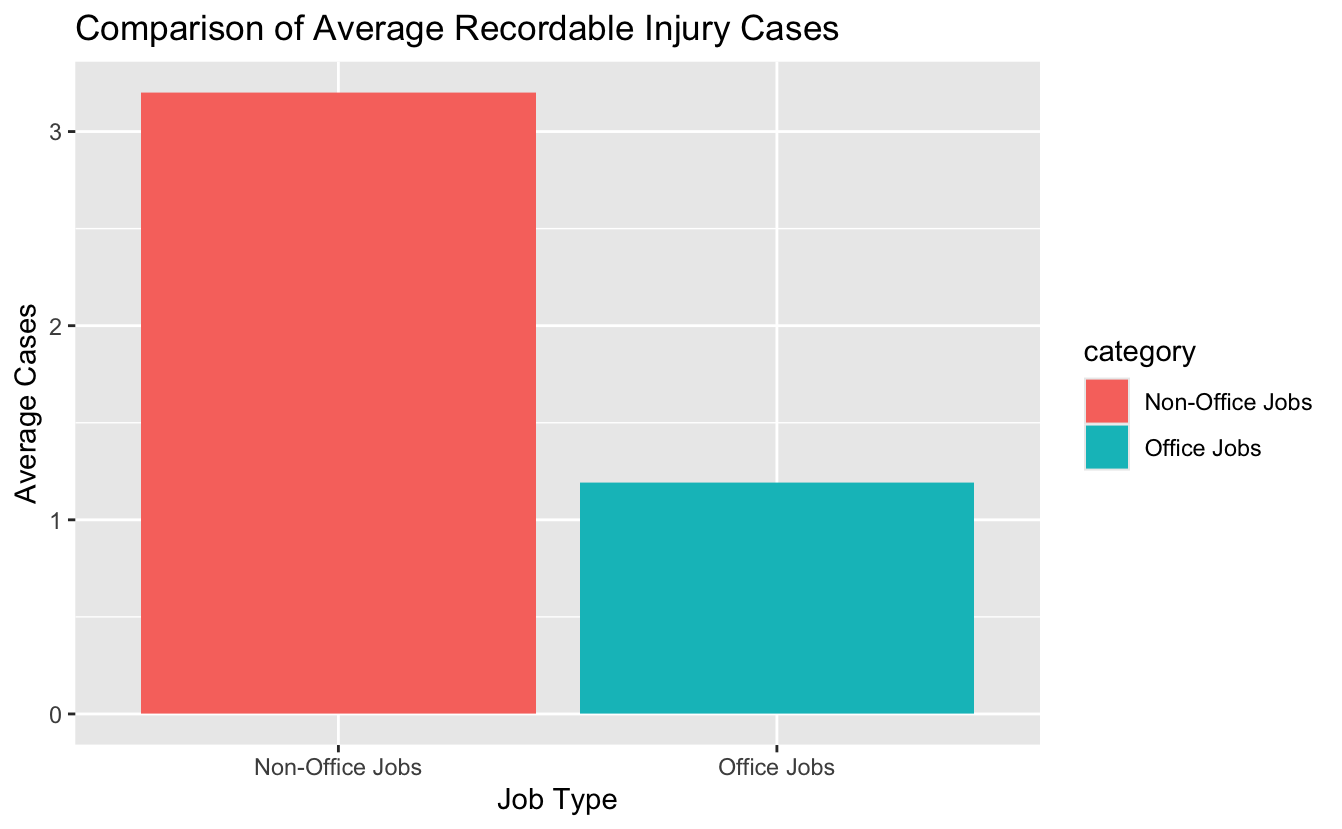 Comparison of Average Recordable Injury Cases
3
2
1
0
Average Cases
Non-Office Jobs
Office Jobs
Job Type
category
Non-Office Jobs
Office Jobs